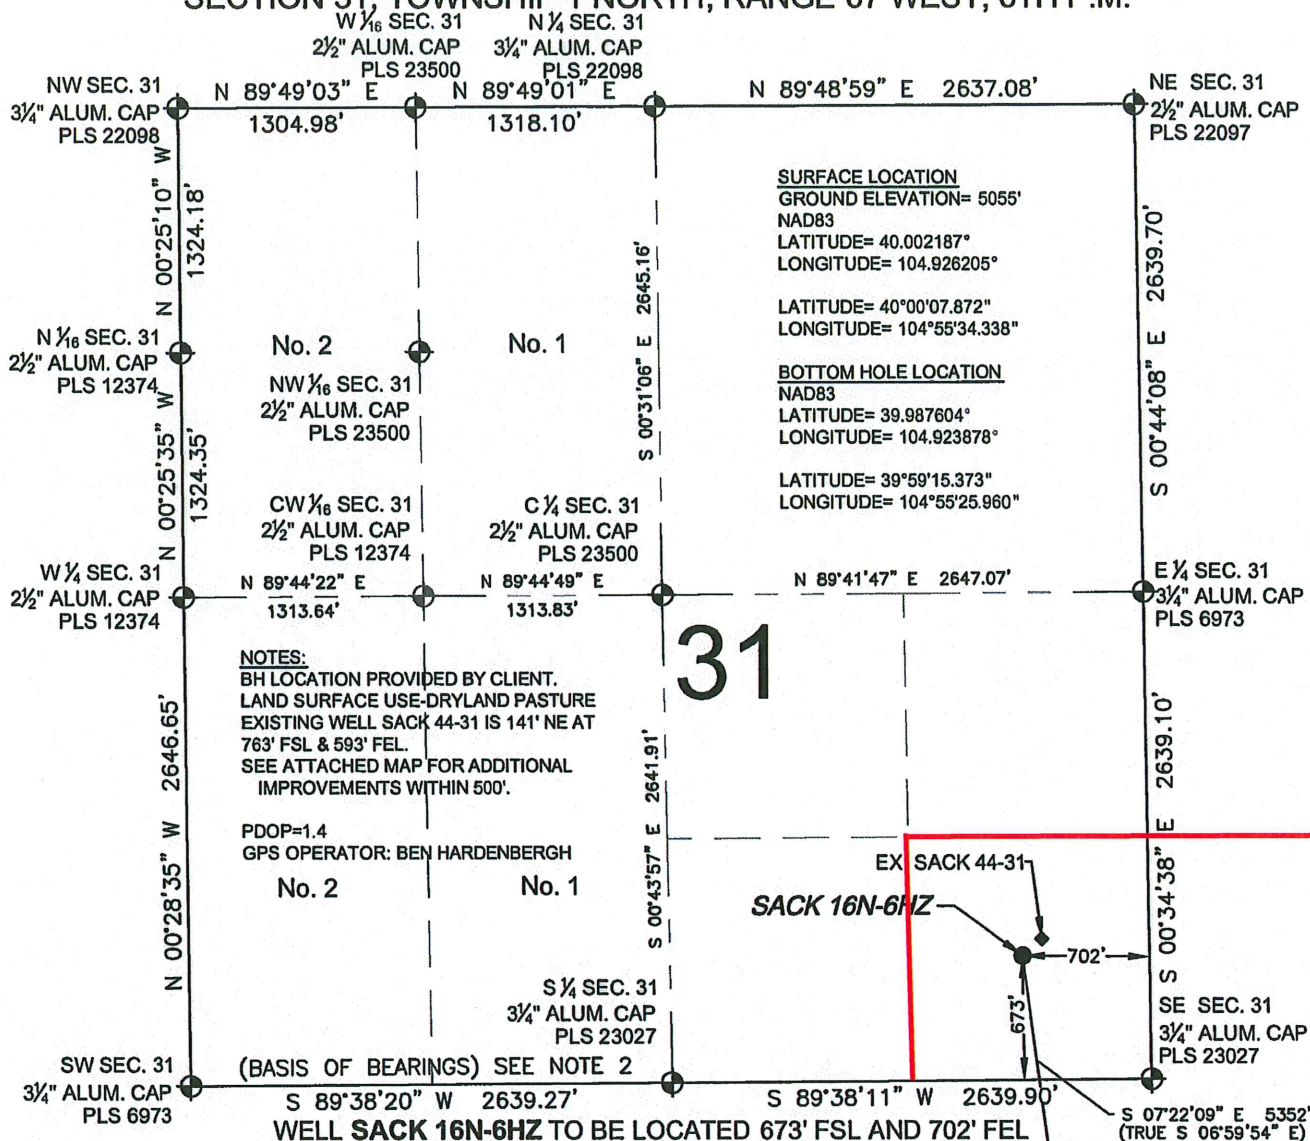 SECTION 31, TOWNSHIP 1 NORTH, RANGE 67 WEST, 6TH P.M.
W 1/16 SEC. 31
2½" ALUM. CAP
PLS 23500
N ¼ SEC. 31
3¼" ALUM. CAP
PLS 22098
NW SEC. 31
3¼" ALUM. CAP
PLS 22098
N 89°49'03" E
1304.98'
N 89°49'01" E
1318.10'
N 89°48'59" E 2637.08'
NE SEC. 31
2½" ALUM. CAP
PLS 22097
N 00°25'10" W
1324.18'
SURFACE LOCATION
GROUND ELEVATION= 5055'
NAD83
LATITUDE= 40.002187°
LONGITUDE= 104.926205°
LATITUDE= 40°00'07.872"
LONGITUDE= 104°55'34.338"
BOTTOM HOLE LOCATION
NAD83
LATITUDE= 39.987604°
LONGITUDE= 104.923878°
LATITUDE= 39°59'15.373"
LONGITUDE= 104°55'25.960"
S 00°31'06" E 2645.16'
S 00°44'08" E 2639.70'
N 1/16 SEC. 31
2½" ALUM. CAP
PLS 12374
No. 2
No. 1
NW 1/16 SEC. 31
2½" ALUM. CAP
PLS 23500
N 00°25'35" W
1324.35'
CW 1/16 SEC. 31
2½" ALUM. CAP
PLS 12374
C ¼ SEC. 31
2½" ALUM. CAP
PLS 23500
W ¼ SEC. 31
2½" ALUM. CAP
PLS 12374
N 89°44'22" E
1313.64'
N 89°44'49" E
1313.83'
N 89°41'47" E 2647.07'
E ¼ SEC. 31
3¼" ALUM. CAP
PLS 6973
31
NOTES:
BH LOCATION PROVIDED BY CLIENT.
LAND SURFACE USE-DRYLAND PASTURE
EXISTING WELL SACK 44-31 IS 141' NE AT
763' FSL & 593' FEL.
SEE ATTACHED MAP FOR ADDITIONAL
IMPROVEMENTS WITHIN 500'.
PDOP=1.4
GPS OPERATOR: BEN HARDENBERGH
No. 2
No. 1
N 00°28'35" W 2646.65'
S 00°43'57" E 2641.91'
S 00°34'38" E 2639.10'
EX SACK 44-31
SACK 16N-6HZ
702'
673'
S ¼ SEC. 31
3¼" ALUM. CAP
PLS 23027
SE SEC. 31
3¼" ALUM. CAP
PLS 23027
SW SEC. 31
3¼" ALUM. CAP
PLS 6973
(BASIS OF BEARINGS) SEE NOTE 2
S 89°38'20" W 2639.27'
S 89°38'11" W 2639.90'
S 07°22'09" E 5352'
(TRUE S 06°59'54" E)
WELL SACK 16N-6HZ TO BE LOCATED 673' FSL AND 702' FEL